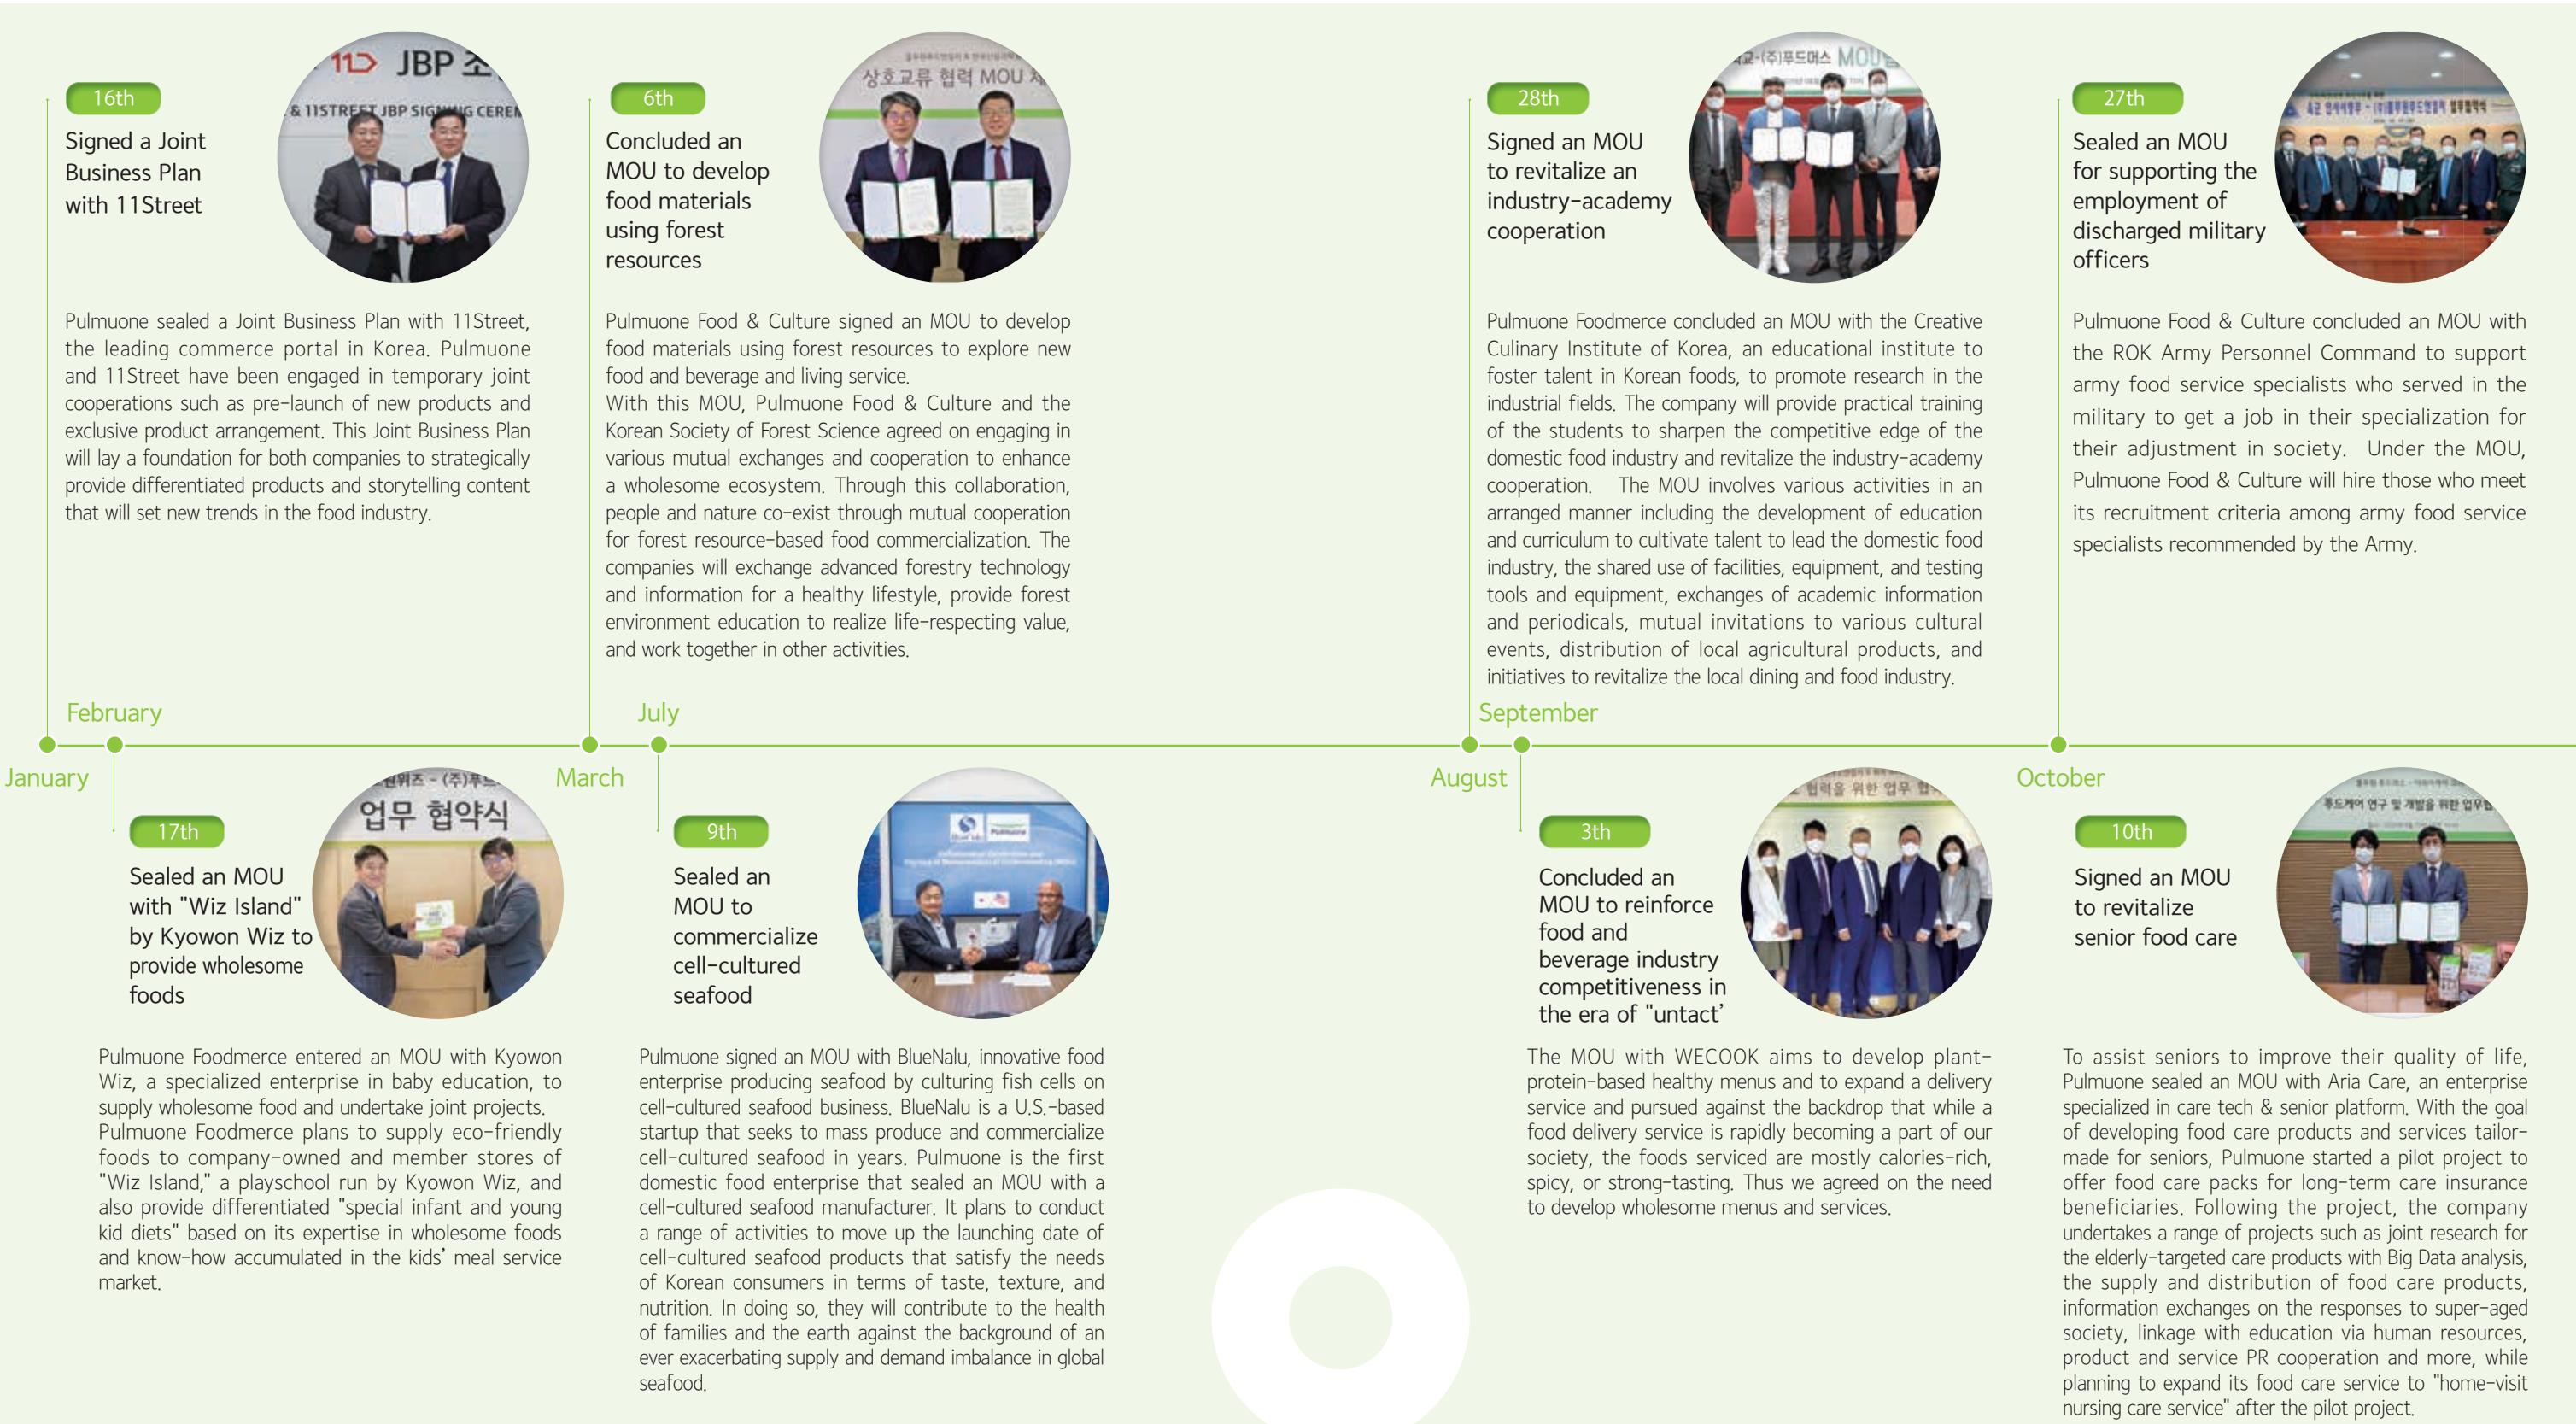 16th
Signed a Joint
Business Plan
with 11Street
JBP
& 11STREET JBP SIGNING CEREM
Pulmuone sealed a Joint Business Plan with 11Street,
the leading commerce portal in Korea. Pulmuone
and 11Street have been engaged in temporary joint
cooperations such as pre-launch of new products and
exclusive product arrangement. This Joint Business Plan
will lay a foundation for both companies to strategically
provide differentiated products and storytelling content
that will set new trends in the food industry.
6th
Concluded an
MOU to develop
food materials
using forest
resources
상호교류 협력 MOU 체
Pulmuone Food & Culture signed an MOU to develop
food materials using forest resources to explore new
food and beverage and living service.
With this MOU, Pulmuone Food & Culture and the
Korean Society of Forest Science agreed on engaging in
various mutual exchanges and cooperation to enhance
a wholesome ecosystem. Through this collaboration,
people and nature co-exist through mutual cooperation
for forest resource-based food commercialization. The
companies will exchange advanced forestry technology
and information for a healthy lifestyle, provide forest
environment education to realize life-respecting value,
and work together in other activities.
28th
Signed an MOU
to revitalize an
industry-academy
cooperation
교-(주)푸드머스 MOU
Pulmuone Foodmerce concluded an MOU with the Creative
Culinary Institute of Korea, an educational institute to
foster talent in Korean foods, to promote research in the
industrial fields. The company will provide practical training
of the students to sharpen the competitive edge of the
domestic food industry and revitalize the industry-academy
cooperation. The MOU involves various activities in an
arranged manner including the development of education
and curriculum to cultivate talent to lead the domestic food
industry, the shared use of facilities, equipment, and testing
tools and equipment, exchanges of academic information
and periodicals, mutual invitations to various cultural
events, distribution of local agricultural products, and
initiatives to revitalize the local dining and food industry.
27th
Sealed an MOU
for supporting the
employment of
discharged military
officers
Pulmuone Food & Culture concluded an MOU with
the ROK Army Personnel Command to support
army food service specialists who served in the
military to get a job in their specialization for
their adjustment in society. Under the MOU,
Pulmuone Food & Culture will hire those who meet
its recruitment criteria among army food service
specialists recommended by the Army.
February
July
September
January
March
August
October
17th
Sealed an MOU
with "Wiz Island"
by Kyowon Wiz to
provide wholesome
foods
업무 협약식
Pulmuone Foodmerce entered an MOU with Kyowon
Wiz, a specialized enterprise in baby education, to
supply wholesome food and undertake joint projects.
Pulmuone Foodmerce plans to supply eco-friendly
foods to company-owned and member stores of
"Wiz Island," a playschool run by Kyowon Wiz, and
also provide differentiated "special infant and young
kid diets" based on its expertise in wholesome foods
and know-how accumulated in the kids' meal service
market.
9th
Sealed an
MOU to
commercialize
cell-cultured
seafood
Pulmuone
Pulmuone signed an MOU with BlueNalu, innovative food
enterprise producing seafood by culturing fish cells on
cell-cultured seafood business. BlueNalu is a U.S.-based
startup that seeks to mass produce and commercialize
cell-cultured seafood in years. Pulmuone is the first
domestic food enterprise that sealed an MOU with a
cell-cultured seafood manufacturer. It plans to conduct
a range of activities to move up the launching date of
cell-cultured seafood products that satisfy the needs
of Korean consumers in terms of taste, texture, and
nutrition. In doing so, they will contribute to the health
of families and the earth against the background of an
ever exacerbating supply and demand imbalance in global
seafood.
3th
Concluded an
MOU to reinforce
food and
beverage industry
competitiveness in
the era of "untact'
협력을 위한 업무
The MOU with WECOOK aims to develop plant-
protein-based healthy menus and to expand a delivery
service and pursued against the backdrop that while a
food delivery service is rapidly becoming a part of our
society, the foods serviced are mostly calories-rich,
spicy, or strong-tasting. Thus we agreed on the need
to develop wholesome menus and services.
10th
Signed an MOU
to revitalize
senior food care
푸드케어 연구 및 개발을 위한 업무협
To assist seniors to improve their quality of life,
Pulmuone sealed an MOU with Aria Care, an enterprise
specialized in care tech & senior platform. With the goal
of developing food care products and services tailor-
made for seniors, Pulmuone started a pilot project to
offer food care packs for long-term care insurance
beneficiaries. Following the project, the company
undertakes a range of projects such as joint research for
the elderly-targeted care products with Big Data analysis,
the supply and distribution of food care products,
information exchanges on the responses to super-aged
society, linkage with education via human resources,
product and service PR cooperation and more, while
planning to expand its food care service to "home-visit
nursing care service" after the pilot project.